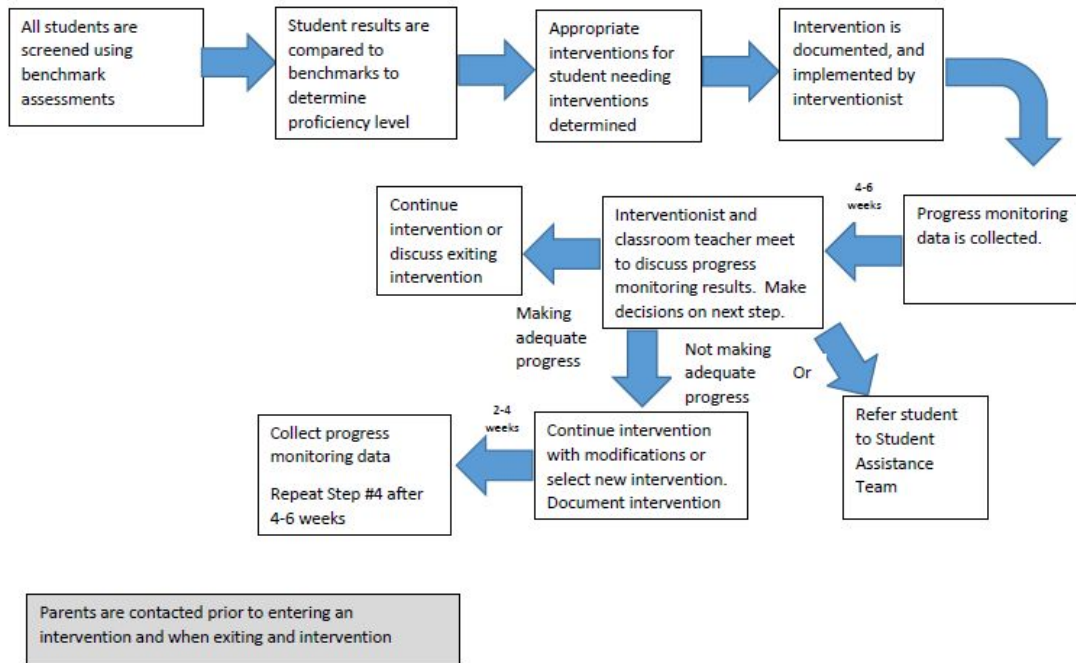 All students are
screened using
benchmark
assessments
Student results are
compared to
benchmarks to
determine
proficiency level
Appropriate
interventions for
student needing
interventions
determined
Intervention is
documented, and
implemented by
interventionist
Progress monitoring
data is collected.
4-6
weeks
Interventionist and
classroom teacher meet
to discuss progress
monitoring results.  Make
decisions on next step.
Continue
intervention or
discuss exiting
intervention
Making
adequate
progress
Not making
adequate
progress
Or
Refer student
to Student
Assistance
Team
Continue intervention
with modifications or
select new intervention.
Document intervention
2-4
weeks
Collect progress
monitoring data
Repeat Step #4 after
4-6 weeks
Parents are contacted prior to entering an
intervention and when exiting and intervention